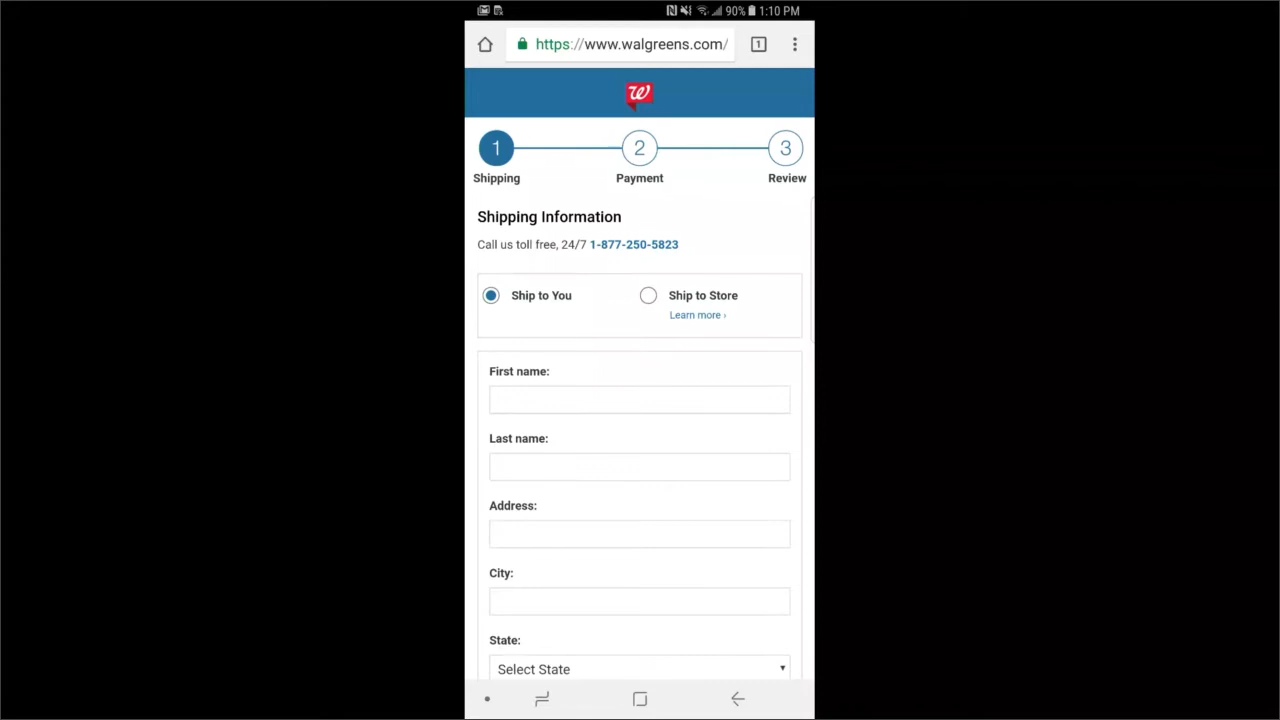 90% 1:10 PM
https://www.walgreens.com/
1
W
1 2 3
Shipping Payment Review
Shipping Information
Call us toll free, 24/7 1-877-250-5823
Ship to You Ship to Store
Learn more ›
First name:
Last name:
Address:
City:
State:
Select State